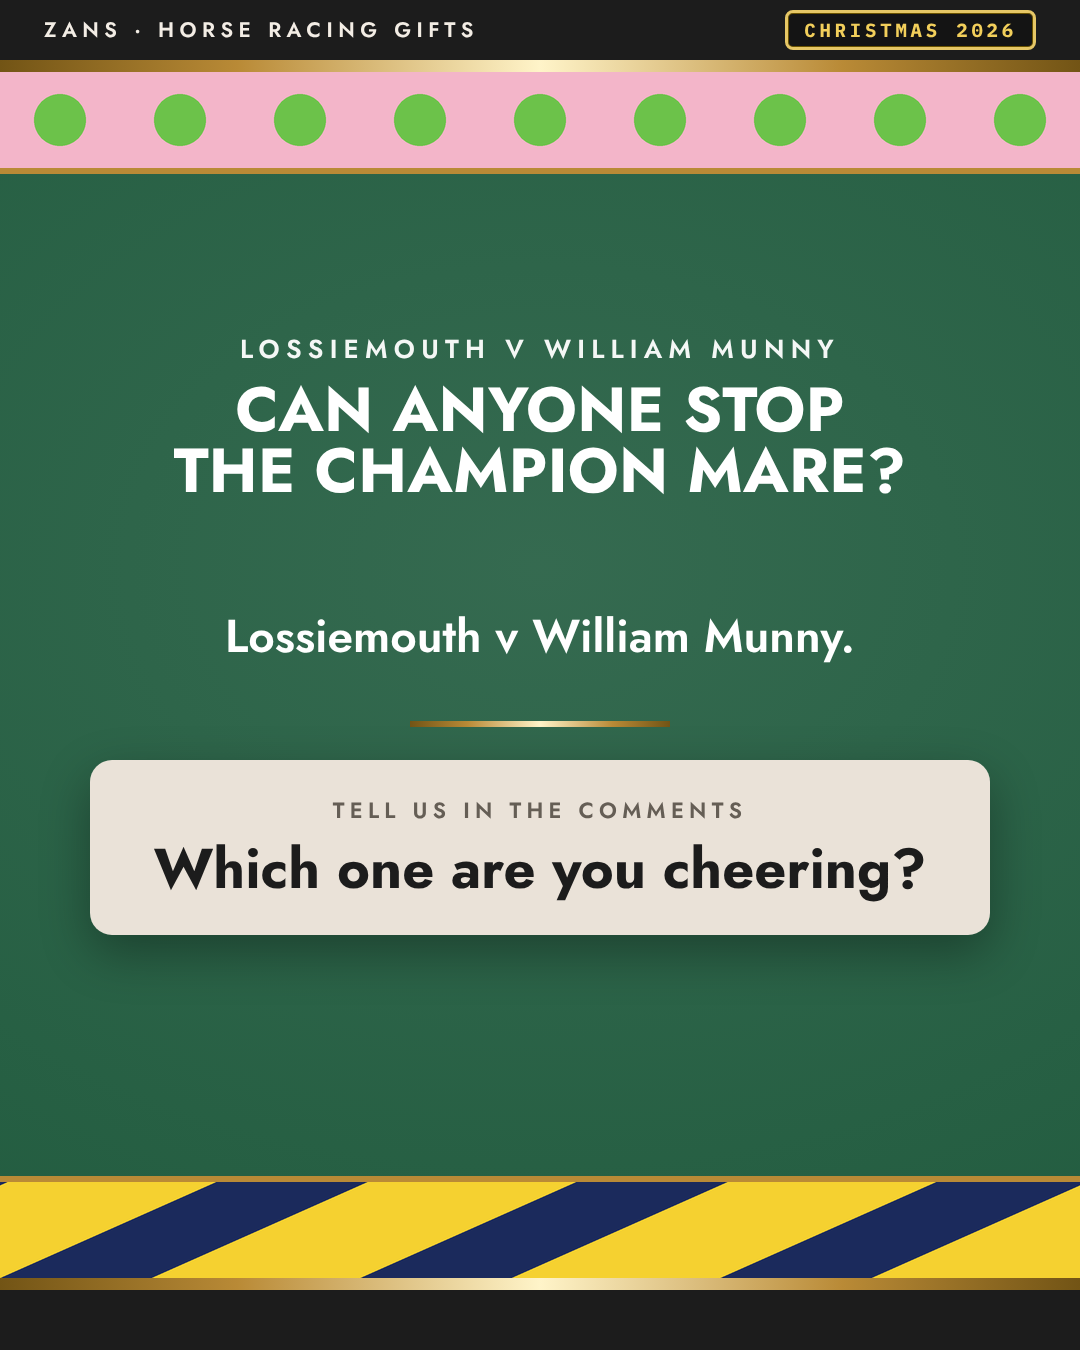 ZANS · HORSE RACING GIFTS
CHRISTMAS 2026
LOSSIEMOUTH V WILLIAM MUNNY
CAN ANYONE STOP
THE CHAMPION MARE?
Lossiemouth v William Munny.
TELL US IN THE COMMENTS
Which one are you cheering?